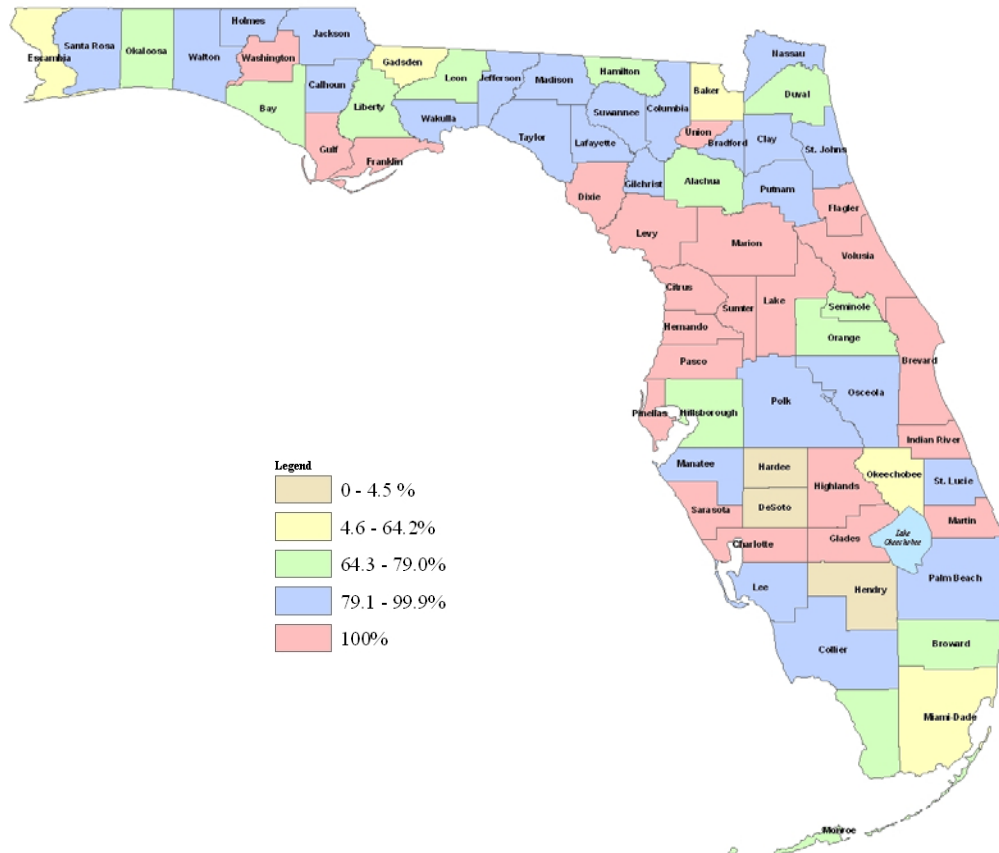 Holmes
Jackson
Santa Rosa
Okaloosa
Walton
Washington
Escambia
Calhoun
Bay
Gadsden
Leon
Liberty
Jefferson
Madison
Hamilton
Wakulla
Taylor
Suwannee
Columbia
Lafayette
Gulf
Franklin
Baker
Nassau
Duval
Union
Bradford
Clay
St. Johns
Gilchrist
Alachua
Putnam
Dixie
Flagler
Levy
Marion
Volusia
Citrus
Sumter
Lake
Seminole
Hernando
Orange
Pasco
Brevard
Pinellas
Hillsborough
Polk
Osceola
Indian River
Manatee
Hardee
Highlands
Okeechobee
St. Lucie
Sarasota
DeSoto
Martin
Charlotte
Glades
Lake
Okeechobee
Lee
Hendry
Palm Beach
Collier
Broward
Miami-Dade
Monroe
Legend
0 - 4.5 %
4.6 - 64.2%
64.3 - 79.0%
79.1 - 99.9%
100%